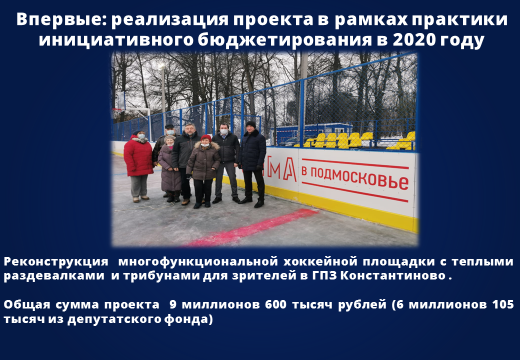 Впервые: реализация проекта в рамках практики
инициативного бюджетирования в 2020 году
МА В ПОДМОСКОВЬЕ
Реконструкция многофункциональной хоккейной площадки с теплыми
раздевалками и трибунами для зрителей в ГПЗ Константиново .
Общая сумма проекта 9 миллионов 600 тысяч рублей (6 миллионов 105
тысяч из депутатского фонда)